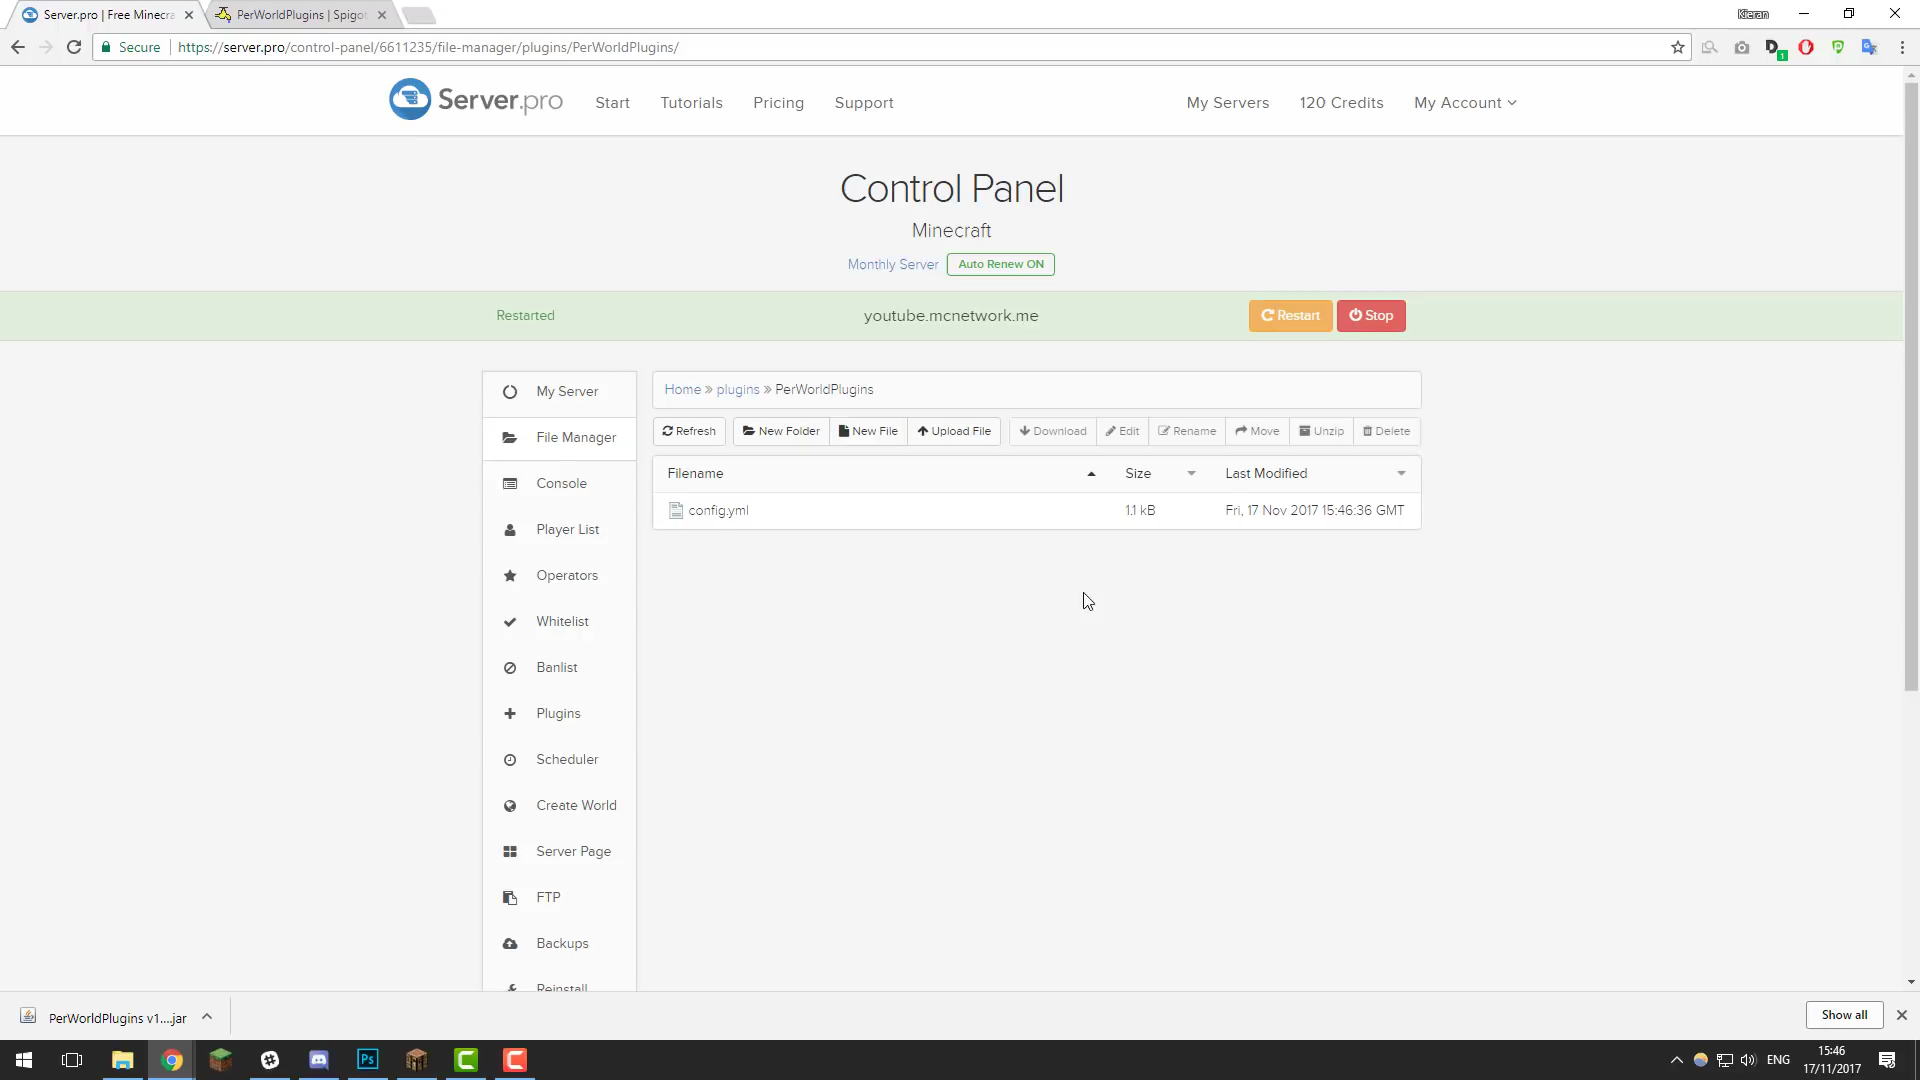 Server.pro | Free Minecra
PerWorldPlugins | Spigo
Kieran
Secure
https://server.pro/control-panel/6611235/file-manager/plugins/PerWorldPlugins/
1
Server.pro
Start
Tutorials
Pricing
Support
My Servers
120 Credits
My Account
Control Panel
Minecraft
Monthly Server
Auto Renew ON
Restarted
youtube.mcnetwork.me
Restart
Stop
My Server
File Manager
Console
Player List
Operators
Whitelist
Banlist
Plugins
Scheduler
Create World
Server Page
FTP
Backups
Reinstall
Home » plugins » PerWorldPlugins
Refresh
New Folder
New File
Upload File
Download
Edit
Rename
Move
Unzip
Delete
Filename
Size
Last Modified
config.yml
1.1 kB
Fri, 17 Nov 2017 15:46:36 GMT
PerWorldPlugins v1....jar
Show all
Ps
ENG
15:46
17/11/2017